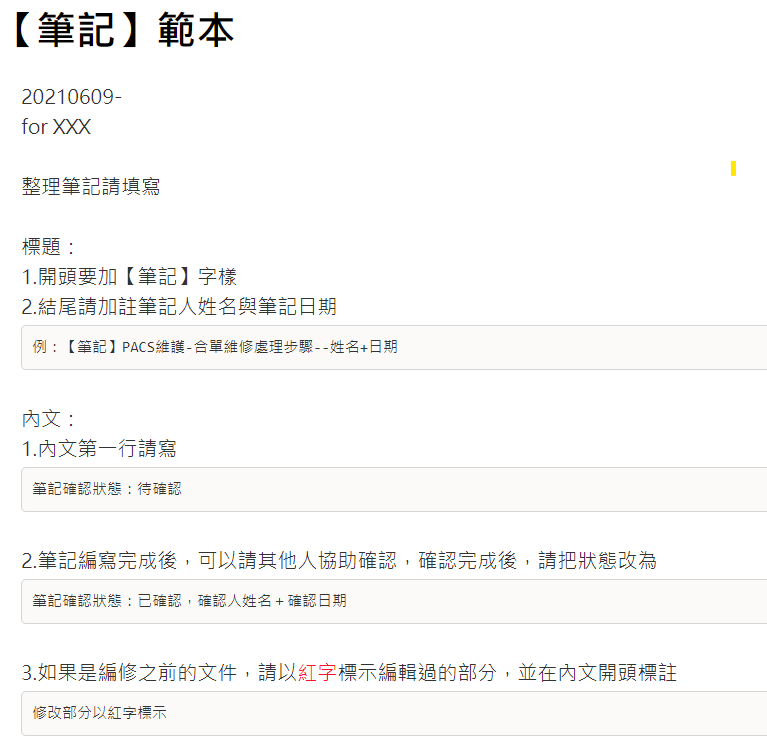 【筆記】範本
20210609-
for XXX
整理筆記請填寫
標題：
1.開頭要加【筆記】字樣
2.結尾請加註筆記人姓名與筆記日期
例：【筆記】PACS維護-合單維修處理步驟--姓名+日期
內文：
1.內文第一行請寫
筆記確認狀態：待確認
2.筆記編寫完成後，可以請其他人協助確認，確認完成後，請把狀態改為
筆記確認狀態：已確認，確認人姓名＋確認日期
3.如果是編修之前的文件，請以紅字標示編輯過的部分，並在內文開頭標註
修改部分以紅字標示